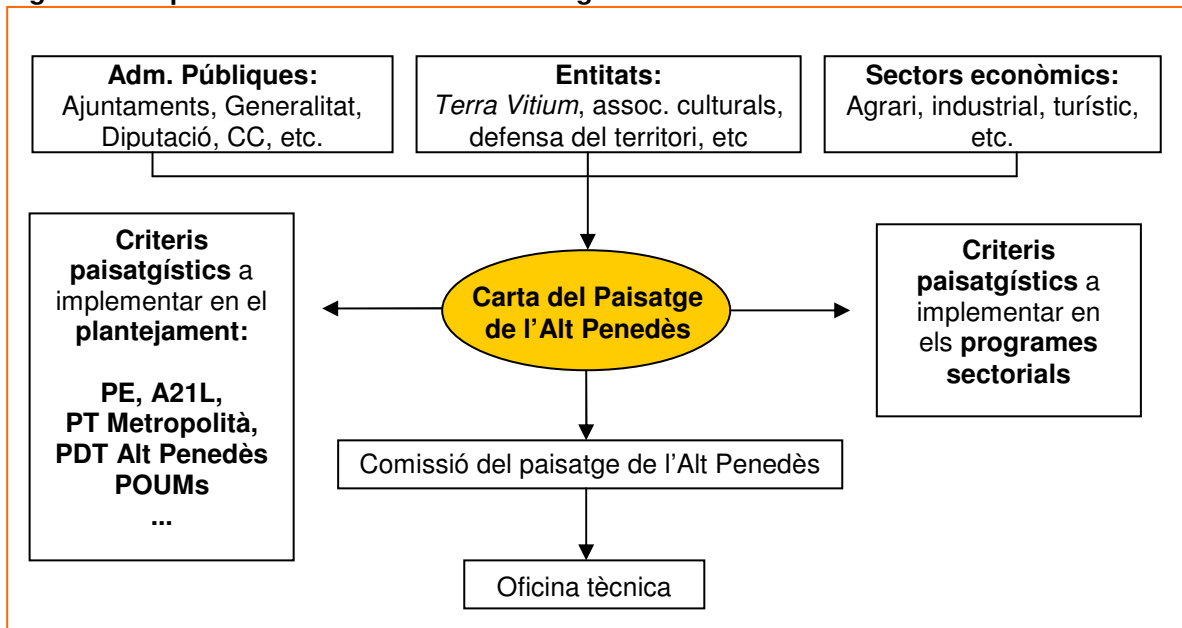 Adm. Públiques:
Ajuntaments, Generalitat,
Diputació, CC, etc.
Entitats:
Terra Vitium, assoc. culturals,
defensa del territori, etc
Sectors econòmics:
Agrari, industrial, turístic,
etc.
Criteris
paisatgístics a
implementar en el
plantejament:
PE, A21L,
PT Metropolità,
PDT Alt Penedès
POUMs
...
Carta del Paisatge
de l’Alt Penedès
Criteris
paisatgístics a
implementar en
els programes
sectorials
Comissió del paisatge de l’Alt Penedès
Oficina tècnica